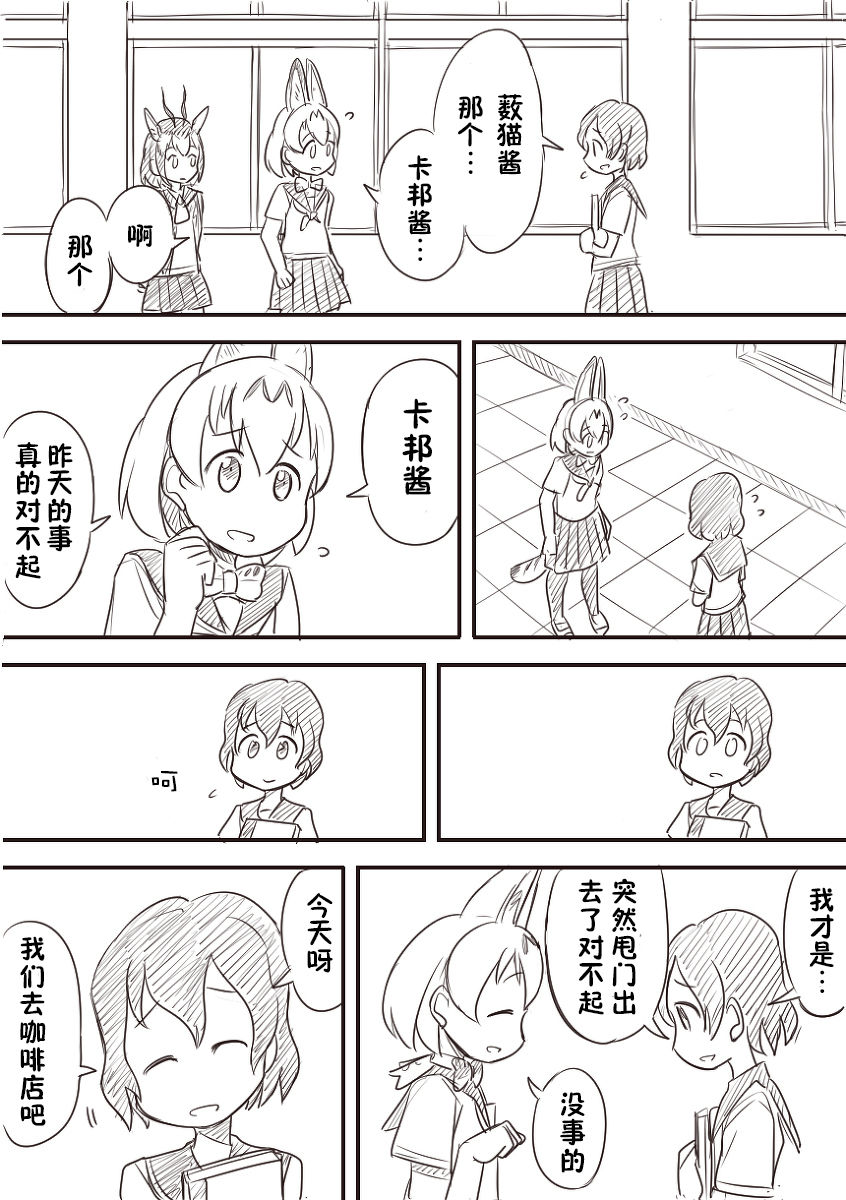 薮猫酱
那个…
卡邦酱…
啊
那个
卡邦酱
昨天的事
真的对不起
呵
我才是…
突然甩门出
去了对不起
没事的
今天呀
我们去咖啡店吧